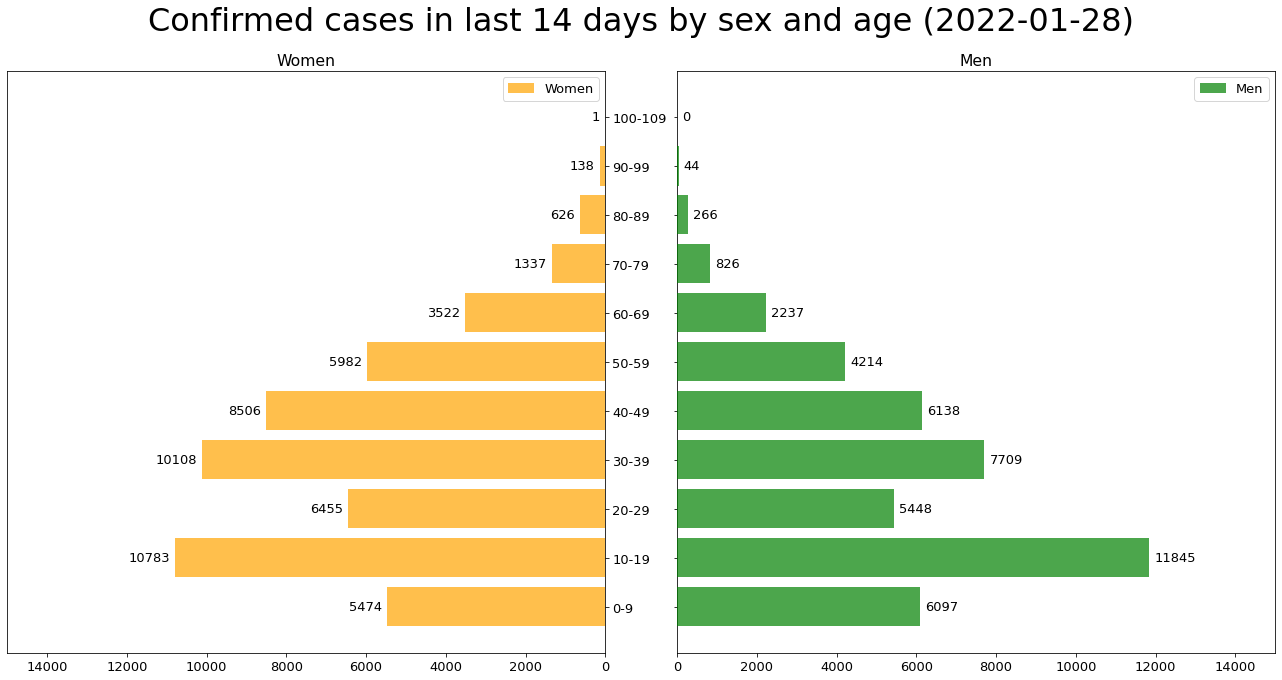 Confirmed cases in last 14 days by sex and age (2022-01-28)
Women Men
Women Men
1 100-109 0
138 90-99 44
626 80-89 266
1337 70-79 826
3522 60-69 2237
5982 50-59 4214
8506 40-49 6138
10108 30-39 7709
6455 20-29 5448
10783 10-19 11845
5474 0-9 6097
14000 12000 10000 8000 6000 4000 2000 0 0 2000 4000 6000 8000 10000 12000 14000